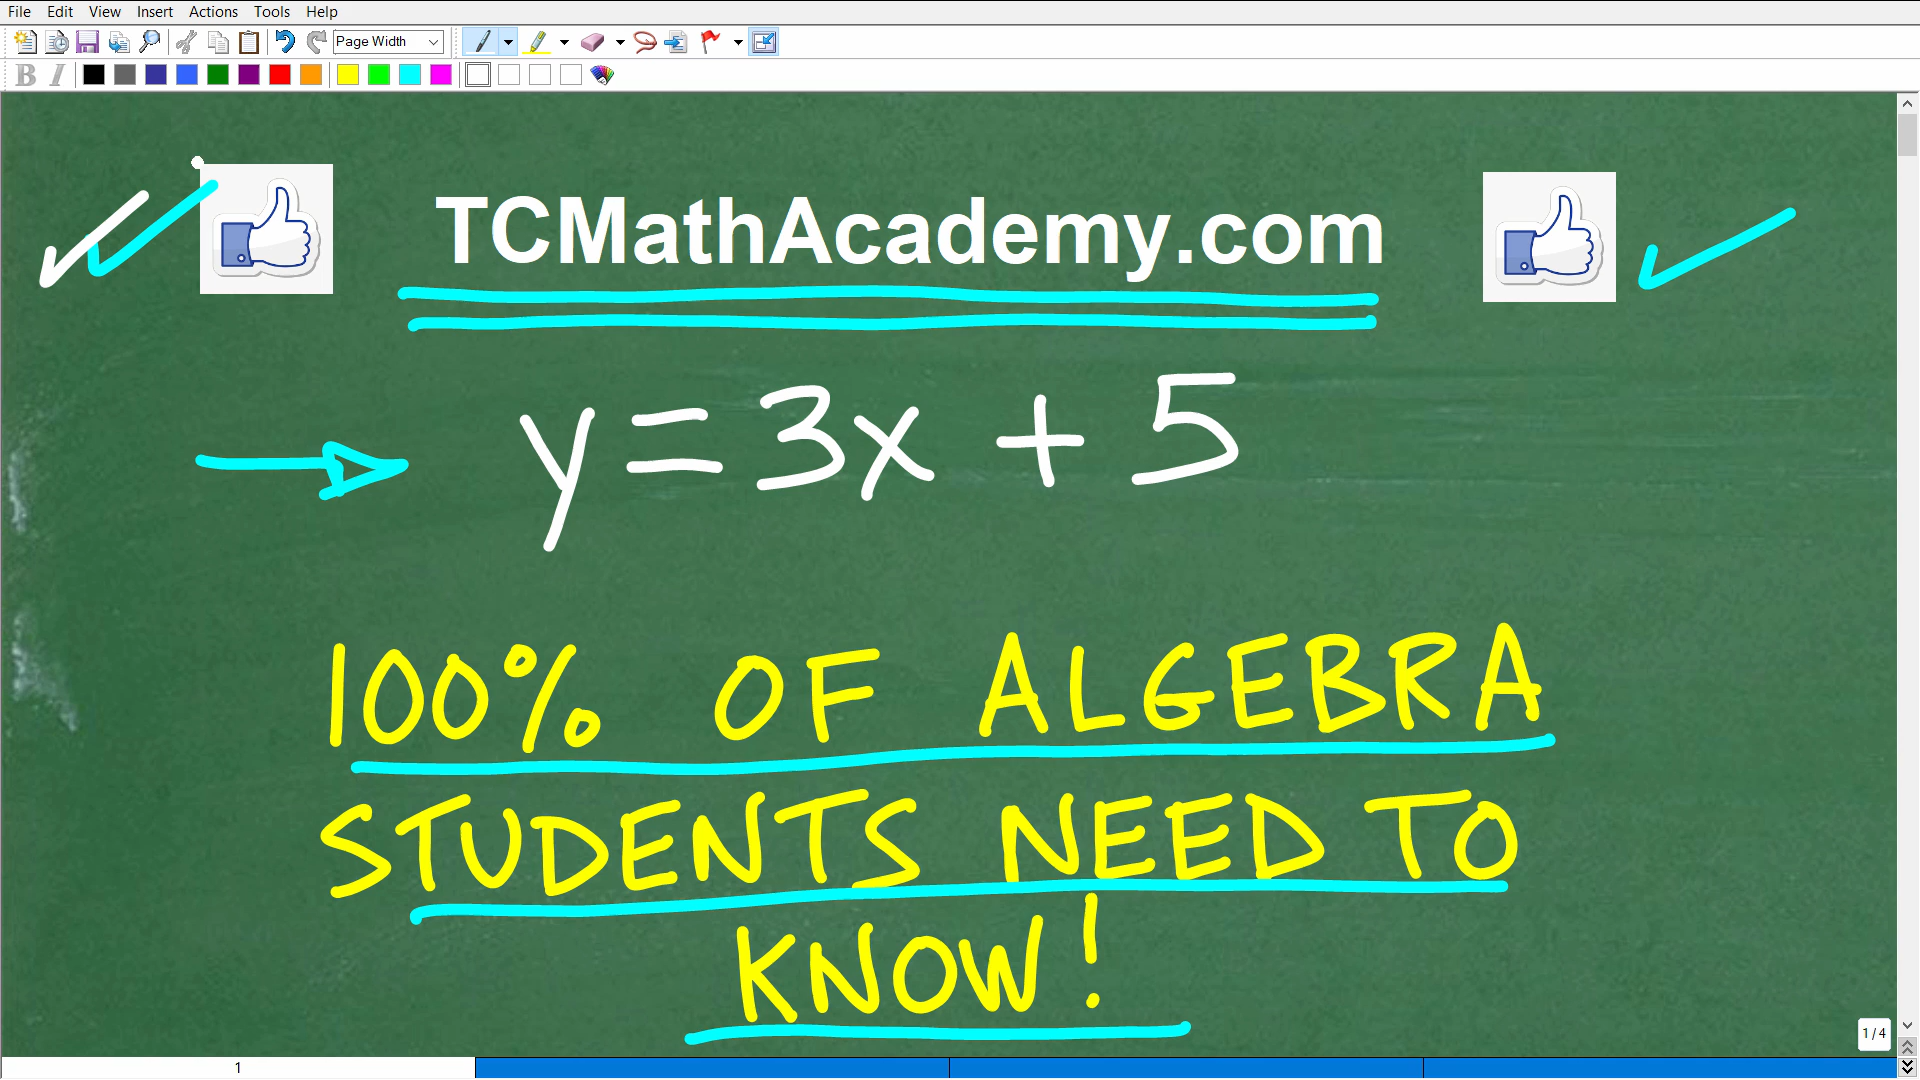 File Edit View Insert Actions Tools Help
Page Width
B I
TCMathAcademy.com
y = 3x + 5
100% OF ALGEBRA
STUDENTS NEED TO
KNOW!
1 / 4
1